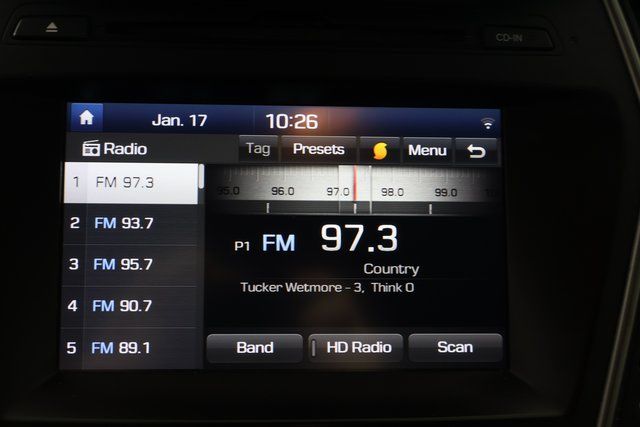 CD-IN
Jan. 17 10:26
Radio Tag Presets Menu
1 FM 97.3
95.0 96.0 97.0 98.0 99.0
2 FM 93.7
P1 FM 97.3
3 FM 95.7
Country
Tucker Wetmore - 3, Think O
4 FM 90.7
5 FM 89.1
Band HD Radio Scan